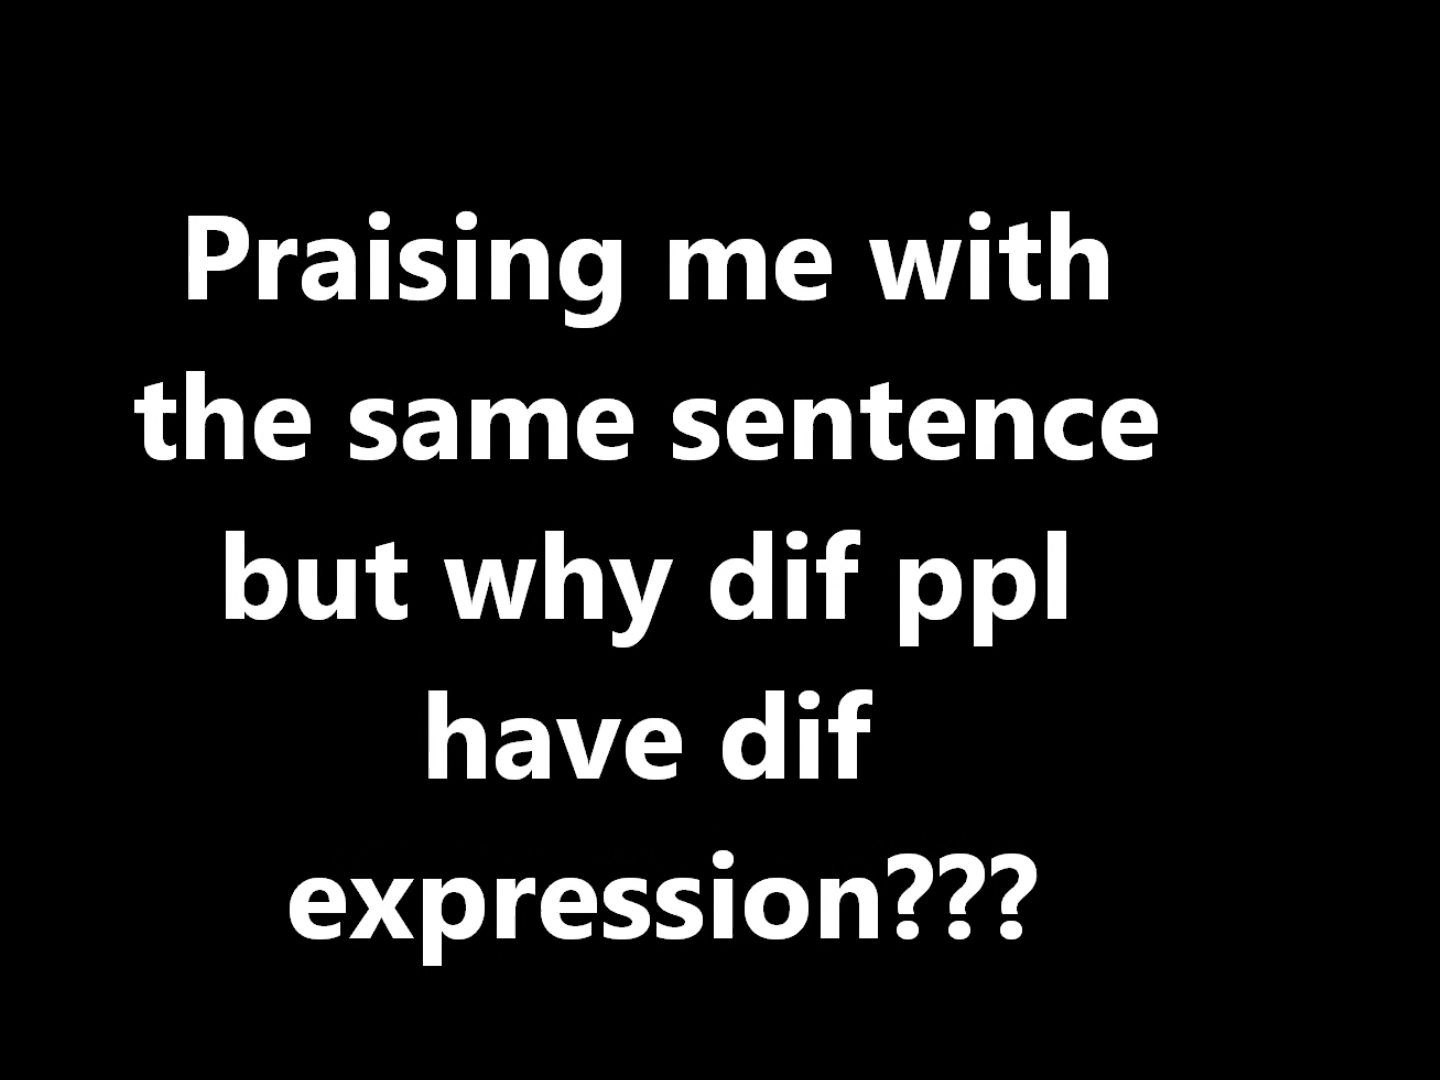 Praising me with
the same sentence
but why dif ppl
have dif
expression???